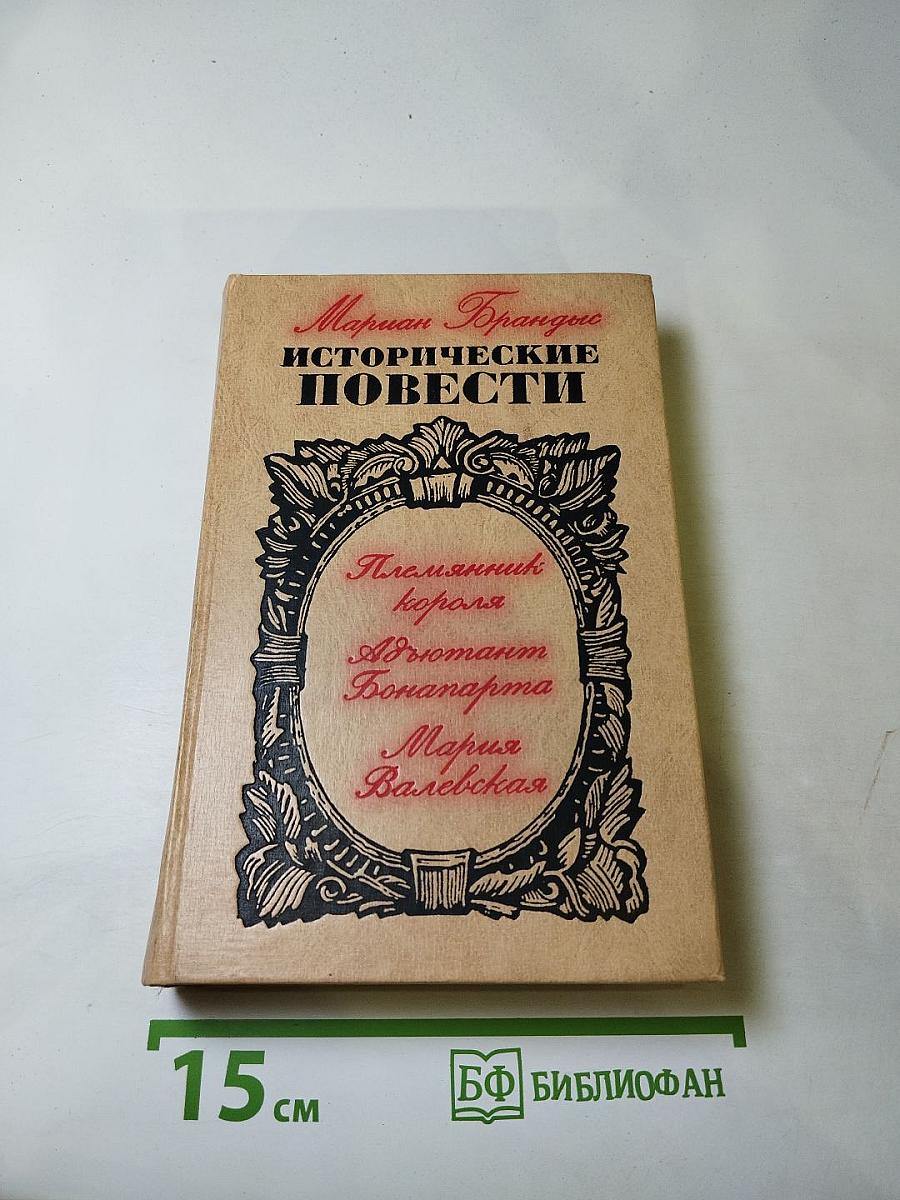 Мариан Брандыс
ИСТОРИЧЕСКИЕ
ПОВЕСТИ
Племянник
короля
Адъютант
Бонапарта
Мария
Валевская
15 см
БФ БИБЛИОФАН